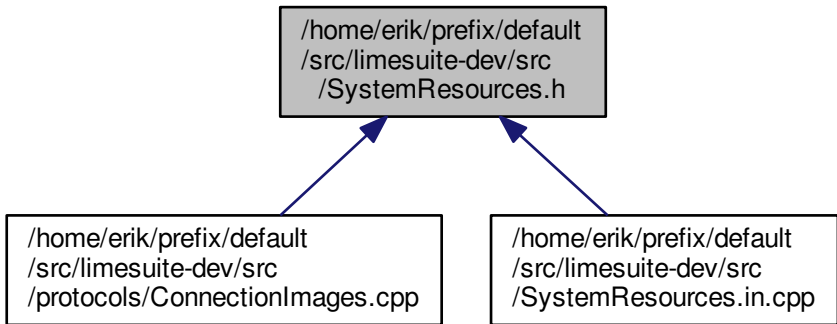 /home/erik/prefix/default
/src/limesuite-dev/src
/SystemResources.h
/home/erik/prefix/default
/src/limesuite-dev/src
/protocols/ConnectionImages.cpp
/home/erik/prefix/default
/src/limesuite-dev/src
/SystemResources.in.cpp